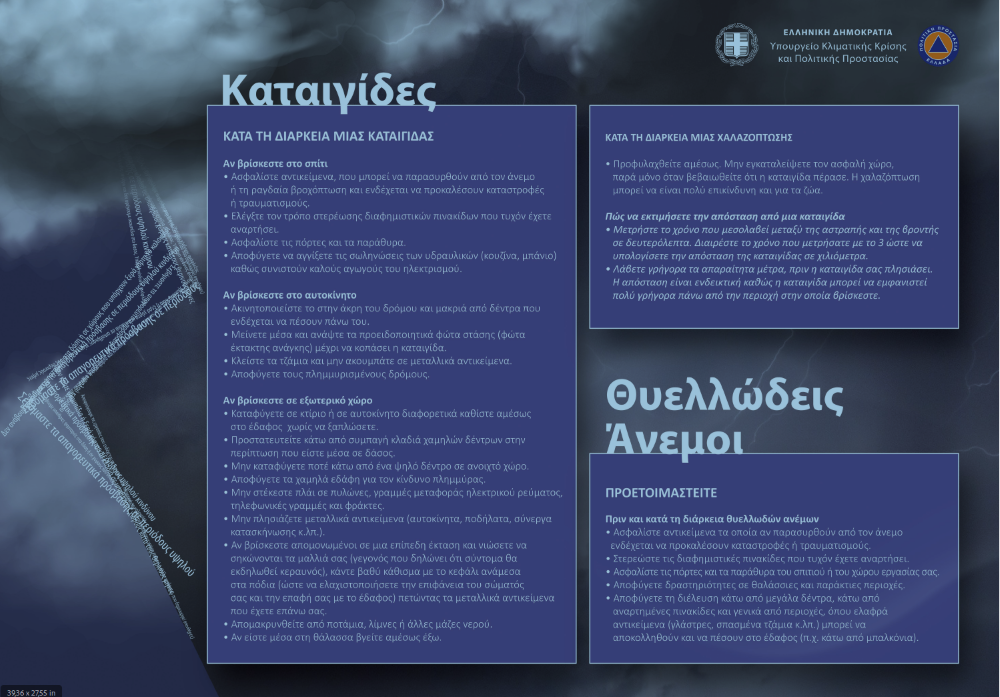 ΕΛΛΗΝΙΚΗ ΔΗΜΟΚΡΑΤΙΑ
Υπουργείο Κλιματικής Κρίσης
και Πολιτικής Προστασίας
ΠΟΛΙΤΙΚΗ ΠΡΟΣΤΑΣΙΑ
ΕΛΛΑΔΑ
Καταιγίδες
ΚΑΤΑ ΤΗ ΔΙΑΡΚΕΙΑ ΜΙΑΣ ΚΑΤΑΙΓΙΔΑΣ
Αν βρίσκεστε στο σπίτι
• Ασφαλίστε αντικείμενα, που μπορεί να παρασυρθούν από τον άνεμο
ή τη ραγδαία βροχόπτωση και ενδέχεται να προκαλέσουν καταστροφές
ή τραυματισμούς.
• Ελέγξτε τον τρόπο στερέωσης διαφημιστικών πινακίδων που τυχόν έχετε
αναρτήσει.
• Ασφαλίστε τις πόρτες και τα παράθυρα.
• Αποφύγετε να αγγίξετε τις σωληνώσεις των υδραυλικών (κουζίνα, μπάνιο)
καθώς συνιστούν καλούς αγωγούς του ηλεκτρισμού.
Αν βρίσκεστε στο αυτοκίνητο
• Ακινητοποιείστε το στην άκρη του δρόμου και μακριά από δέντρα που
ενδέχεται να πέσουν πάνω του.
• Μείνετε μέσα και ανάψτε τα προειδοποιητικά φώτα στάσης (φώτα
έκτακτης ανάγκης) μέχρι να κοπάσει η καταιγίδα.
• Κλείστε τα τζάμια και μην ακουμπάτε σε μεταλλικά αντικείμενα.
• Αποφύγετε τους πλημμυρισμένους δρόμους.
Αν βρίσκεστε σε εξωτερικό χώρο
• Καταφύγετε σε κτίριο ή σε αυτοκίνητο διαφορετικά καθίστε αμέσως
στο έδαφος χωρίς να ξαπλώσετε.
• Προστατευτείτε κάτω από συμπαγή κλαδιά χαμηλών δέντρων στην
περίπτωση που είστε μέσα σε δάσος.
• Μην καταφύγετε ποτέ κάτω από ένα ψηλό δέντρο σε ανοιχτό χώρο.
• Αποφύγετε τα χαμηλά εδάφη για τον κίνδυνο πλημμύρας.
• Μην στέκεστε πλάι σε πυλώνες, γραμμές μεταφοράς ηλεκτρικού ρεύματος,
τηλεφωνικές γραμμές και φράκτες.
• Μην πλησιάζετε μεταλλικά αντικείμενα (αυτοκίνητα, ποδήλατα, σύνεργα
κατασκήνωσης κ.λπ.).
• Αν βρίσκεστε απομονωμένοι σε μια επίπεδη έκταση και νιώσετε να
σηκώνονται τα μαλλιά σας (γεγονός που δηλώνει ότι σύντομα θα
εκδηλωθεί κεραυνός), κάντε βαθύ κάθισμα με το κεφάλι ανάμεσα
στα πόδια (ώστε να ελαχιστοποιήσετε την επιφάνεια του σώματός
σας και την επαφή σας με το έδαφος) πετώντας τα μεταλλικά αντικείμενα
που έχετε επάνω σας.
• Απομακρυνθείτε από ποτάμια, λίμνες ή άλλες μάζες νερού.
• Αν είστε μέσα στη θάλασσα βγείτε αμέσως έξω.
ΚΑΤΑ ΤΗ ΔΙΑΡΚΕΙΑ ΜΙΑΣ ΧΑΛΑΖΟΠΤΩΣΗΣ
• Προφυλαχθείτε αμέσως. Μην εγκαταλείψετε τον ασφαλή χώρο,
παρά μόνο όταν βεβαιωθείτε ότι η καταιγίδα πέρασε. Η χαλαζόπτωση
μπορεί να είναι πολύ επικίνδυνη και για τα ζώα.
Πώς να εκτιμήσετε την απόσταση από μια καταιγίδα
• Μετρήστε το χρόνο που μεσολαβεί μεταξύ της αστραπής και της βροντής
σε δευτερόλεπτα. Διαιρέστε το χρόνο που μετρήσατε με το 3 ώστε να
υπολογίσετε την απόσταση της καταιγίδας σε χιλιόμετρα.
• Λάβετε γρήγορα τα απαραίτητα μέτρα, πριν η καταιγίδα σας πλησιάσει.
Η απόσταση είναι ενδεικτική καθώς η καταιγίδα μπορεί να εμφανιστεί
πολύ γρήγορα πάνω από την περιοχή στην οποία βρίσκεστε.
Θυελλώδεις
Άνεμοι
ΠΡΟΕΤΟΙΜΑΣΤΕΙΤΕ
Πριν και κατά τη διάρκεια θυελλωδών ανέμων
• Ασφαλίστε αντικείμενα τα οποία αν παρασυρθούν από τον άνεμο
ενδέχεται να προκαλέσουν καταστροφές ή τραυματισμούς.
• Στερεώστε τις διαφημιστικές πινακίδες που τυχόν έχετε αναρτήσει.
• Ασφαλίστε τις πόρτες και τα παράθυρα του σπιτιού ή του χώρου εργασίας σας.
• Αποφύγετε δραστηριότητες σε θαλάσσιες και παράκτιες περιοχές.
• Αποφύγετε τη διέλευση κάτω από μεγάλα δέντρα, κάτω από
αναρτημένες πινακίδες και γενικά από περιοχές, όπου ελαφρά
αντικείμενα (γλάστρες, σπασμένα τζάμια κ.λπ.) μπορεί να
αποκολληθούν και να πέσουν στο έδαφος (π.χ. κάτω από μπαλκόνια).
τα απαγορευτικά πρόσβασης σε περιόδους υψηλού
39,36 x 27,55 in